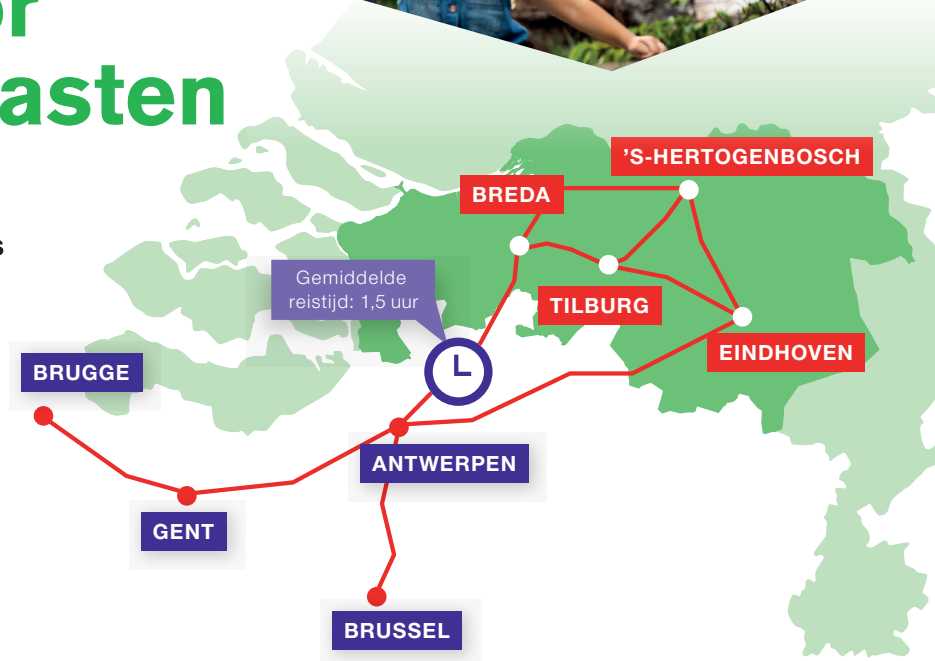 asten
'S-HERTOGENBOSCH
BREDA
Gemiddelde
reistijd: 1,5 uur
TILBURG
EINDHOVEN
BRUGGE
ANTWERPEN
GENT
BRUSSEL